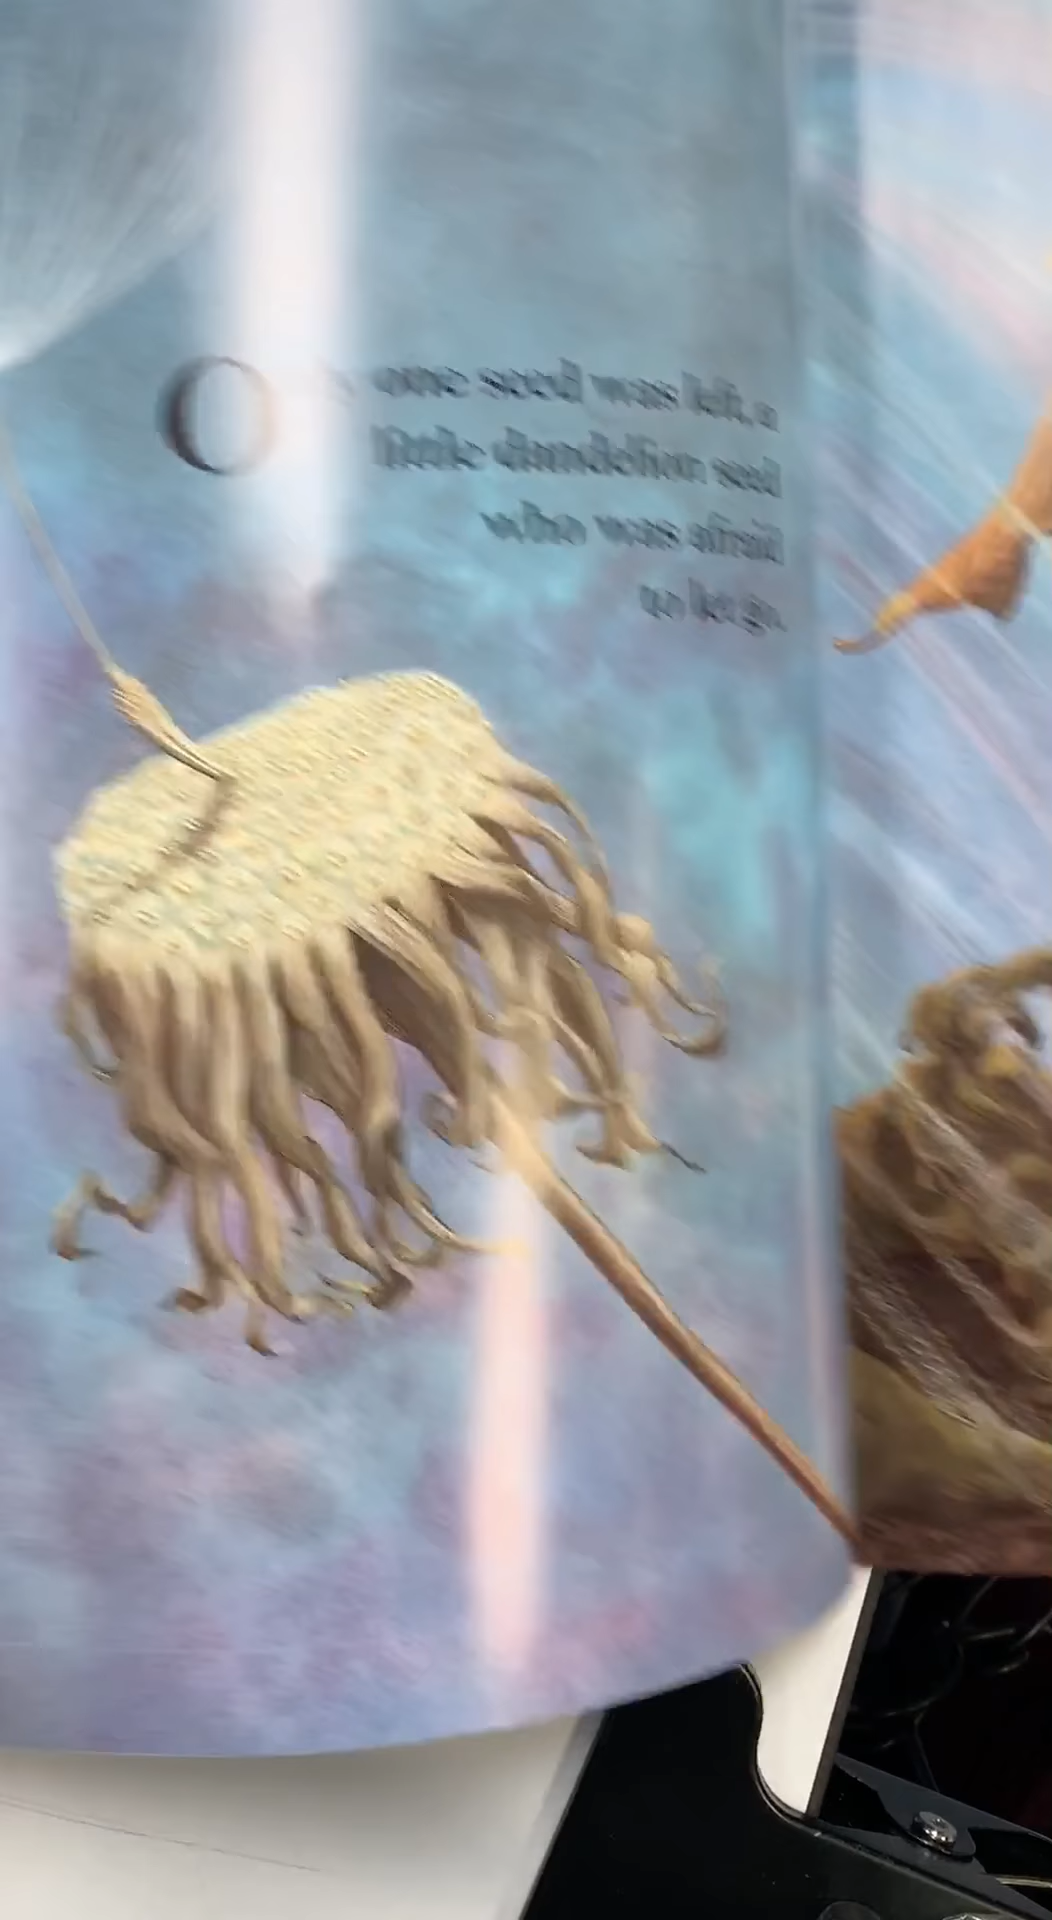 O y one seed was left, a
little dandelion seed
who was afraid
to let go.